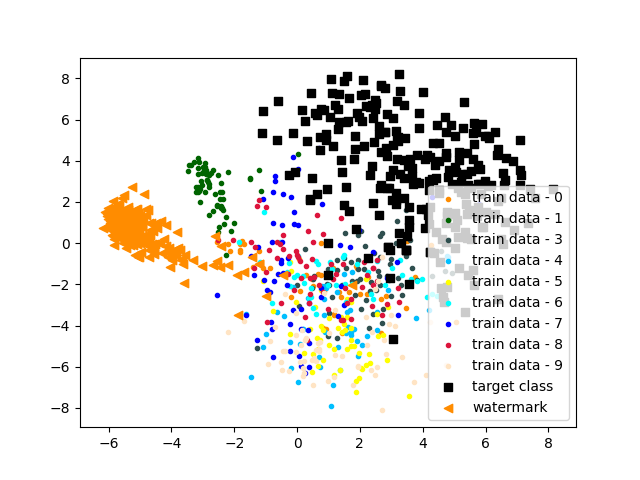 8
6
4
2
0
−2
−4
−6
−8
−6
−4
−2
0
2
4
6
8
train data - 0
train data - 1
train data - 3
train data - 4
train data - 5
train data - 6
train data - 7
train data - 8
train data - 9
target class
watermark